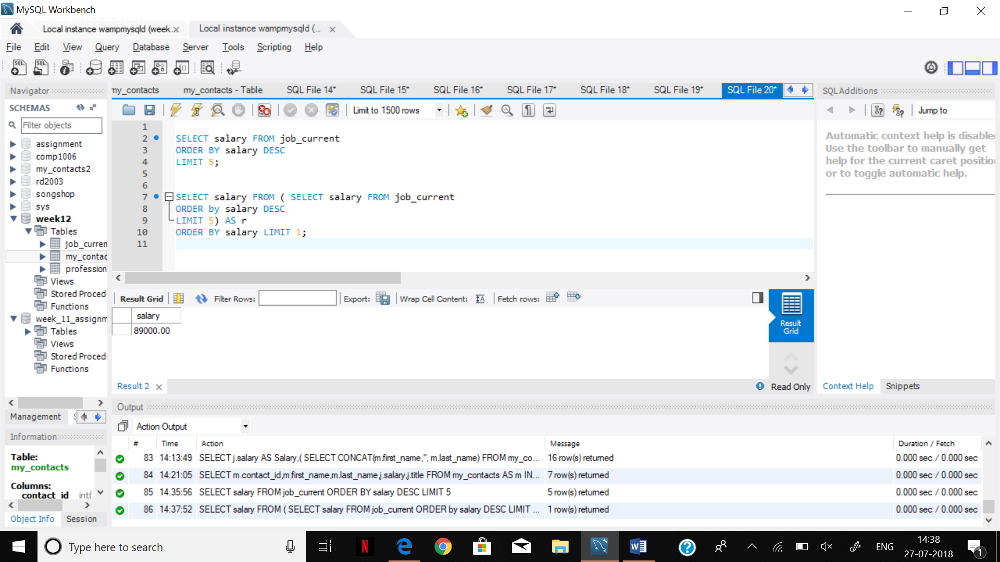 MySQL Workbench
Local instance wampmysqld (week.
Local instance wampmysqld (...
File Edit View Query Database Server Tools Scripting Help
Navigator
SCHEMAS
Filter objects
assignment
comp1006
my_contacts2
rd2003
songshop
sys
week12
Tables
job_curren
my_contac
profession
Views
Stored Proced
Functions
week_11_assignm
Tables
Views
Stored Proced
Functions
Management
Information
Table:
my_contacts
Columns:
contact_id int(
Object Info Session
my_contacts my_contacts - Table SQL File 14* SQL File 15* SQL File 16* SQL File 17* SQL File 18* SQL File 19* SQL File 20*
Limit to 1500 rows
1
2 SELECT salary FROM job_current
3 ORDER BY salary DESC
4 LIMIT 5;
5
6
7 SELECT salary FROM ( SELECT salary FROM job_current
8 ORDER by salary DESC
9 LIMIT 5) AS r
10 ORDER BY salary LIMIT 1;
11
Result Grid Filter Rows: Export: Wrap Cell Content: Fetch rows:
salary
89000.00
Result
Grid
Result 2
Read Only
SQLAdditions
Jump to
Automatic context help is disable
Use the toolbar to manually get
help for the current caret positio
or to toggle automatic help.
Context Help Snippets
Output
Action Output
# Time Action Message Duration / Fetch
83 14:13:49 SELECT j.salary AS Salary,( SELECT CONCAT(m.first_name,'', m.last_name) FROM my_co... 16 row(s) returned 0.000 sec / 0.000 sec
84 14:21:05 SELECT m.contact_id,m.first_name,m.last_name,j.salary,j.title FROM my_contacts AS m IN... 7 row(s) returned 0.000 sec / 0.000 sec
85 14:35:56 SELECT salary FROM job_current ORDER BY salary DESC LIMIT 5 5 row(s) returned 0.000 sec / 0.000 sec
86 14:37:52 SELECT salary FROM ( SELECT salary FROM job_current ORDER by salary DESC LIMIT ... 1 row(s) returned 0.000 sec / 0.000 sec
Type here to search
ENG
14:38
27-07-2018
1